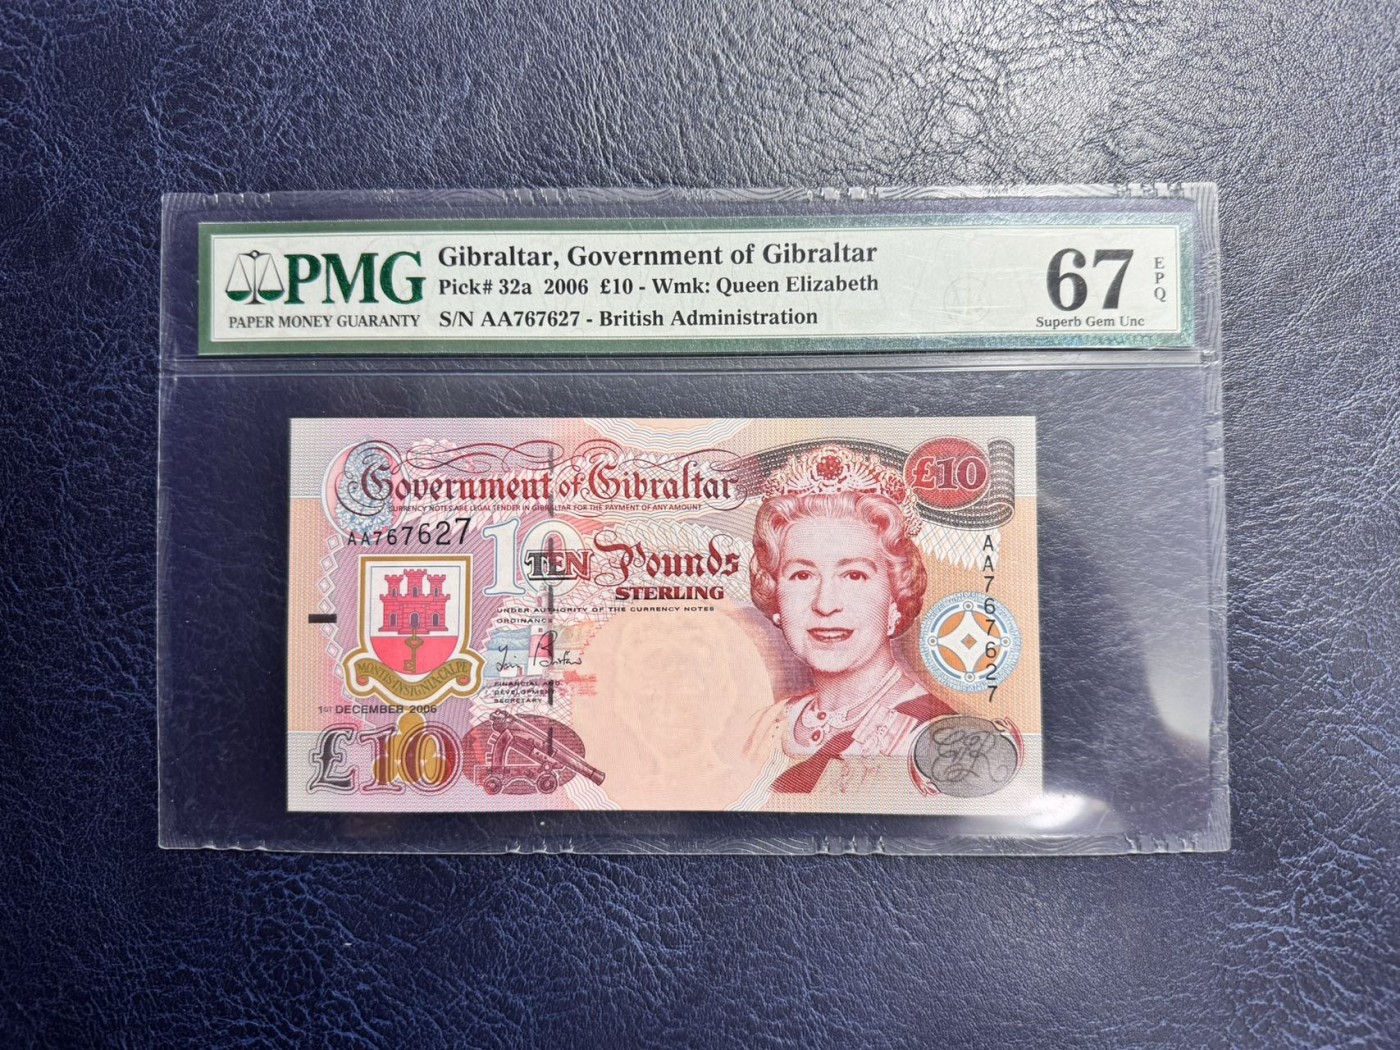 PMG
PAPER MONEY GUARANTY
Gibraltar, Government of Gibraltar
Pick# 32a 2006 £10 - Wmk: Queen Elizabeth
S/N AA767627 - British Administration
67
EPQ
Superb Gem Unc
Government of Gibraltar
CURRENCY NOTES ARE LEGAL TENDER IN GIBRALTAR FOR THE PAYMENT OF ANY AMOUNT
£10
AA767627
10
TEN Pounds
STERLING
UNDER AUTHORITY OF THE CURRENCY NOTES
ORDINANCE
AA767627
MONTIS INSIGNIA CALPE
FINANCIAL AND
DEVELOPMENT
SECRETARY
1ST DECEMBER 2006
£10